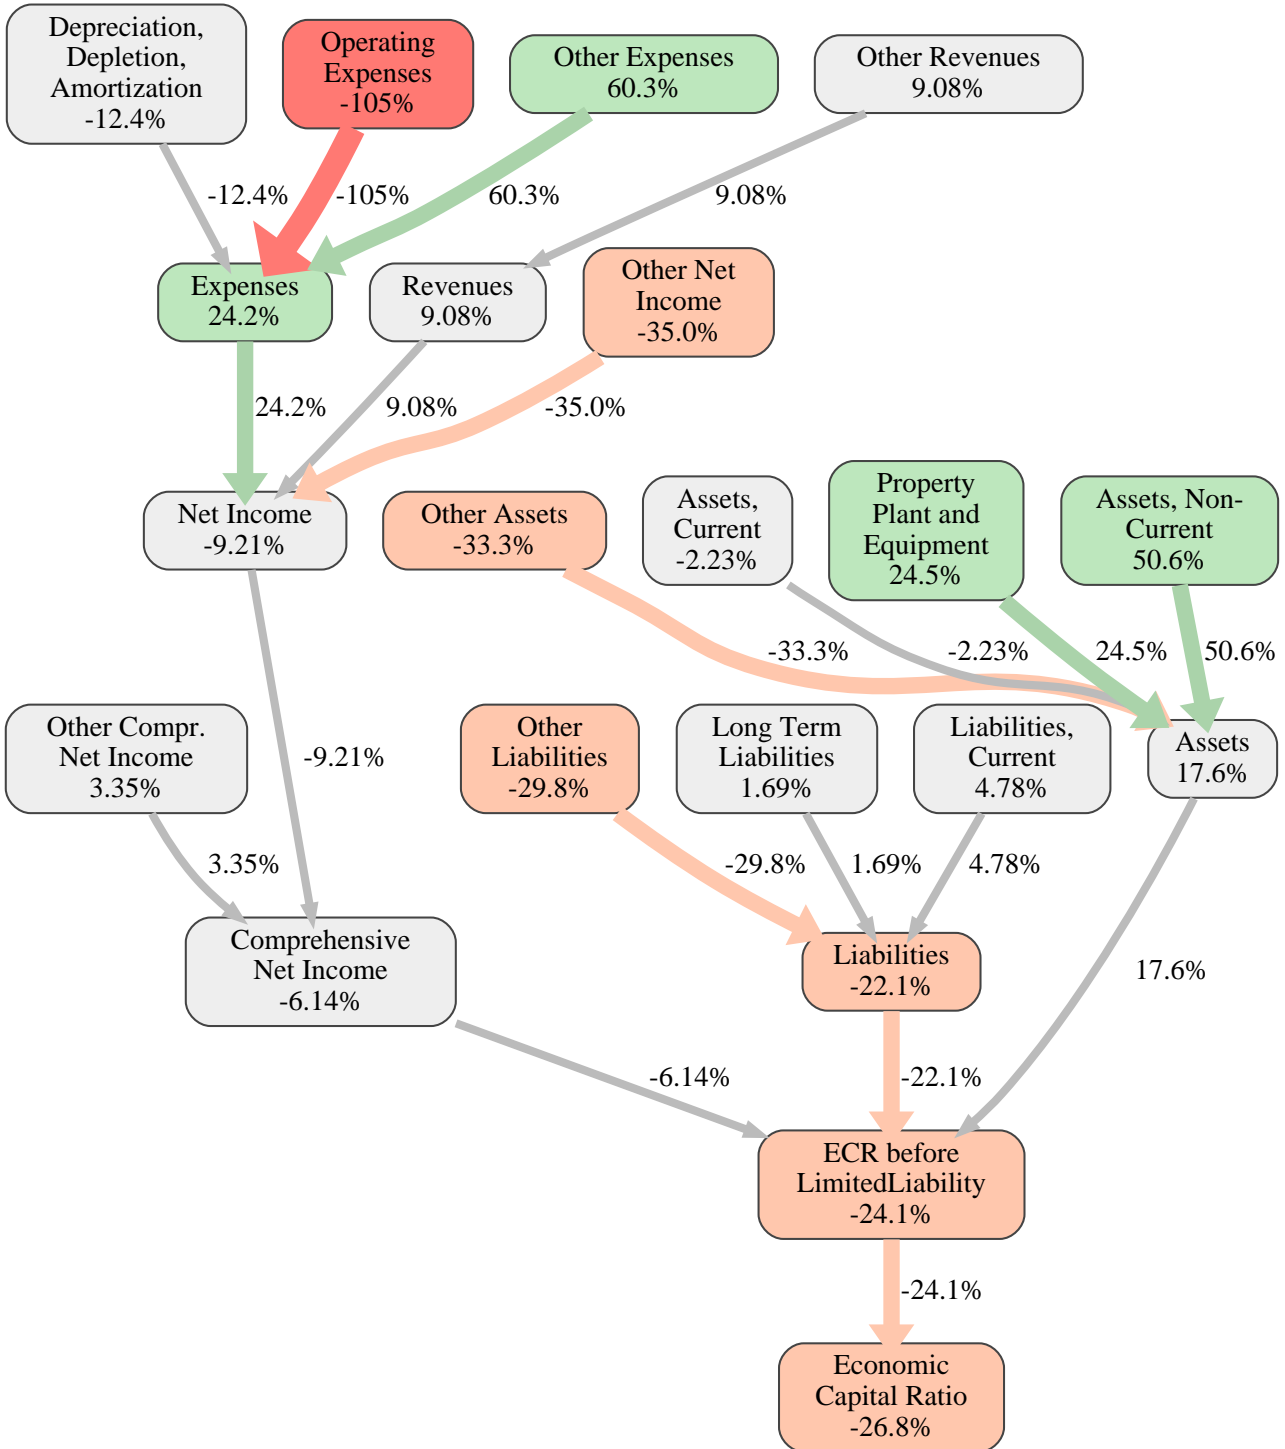 Depreciation,
Depletion,
Amortization
-12.4%
Operating
Expenses
-105%
Other Expenses
60.3%
Other Revenues
9.08%
-12.4%
-105%
60.3%
9.08%
Expenses
24.2%
Revenues
9.08%
Other Net
Income
-35.0%
24.2%
9.08%
-35.0%
Net Income
-9.21%
Other Assets
-33.3%
Assets,
Current
-2.23%
Property
Plant and
Equipment
24.5%
Assets, Non-
Current
50.6%
-33.3%
-2.23%
24.5%
50.6%
Other Compr.
Net Income
3.35%
-9.21%
Other
Liabilities
-29.8%
Long Term
Liabilities
1.69%
Liabilities,
Current
4.78%
Assets
17.6%
3.35%
-29.8%
1.69%
4.78%
Comprehensive
Net Income
-6.14%
Liabilities
-22.1%
17.6%
-6.14%
-22.1%
ECR before
LimitedLiability
-24.1%
-24.1%
Economic
Capital Ratio
-26.8%